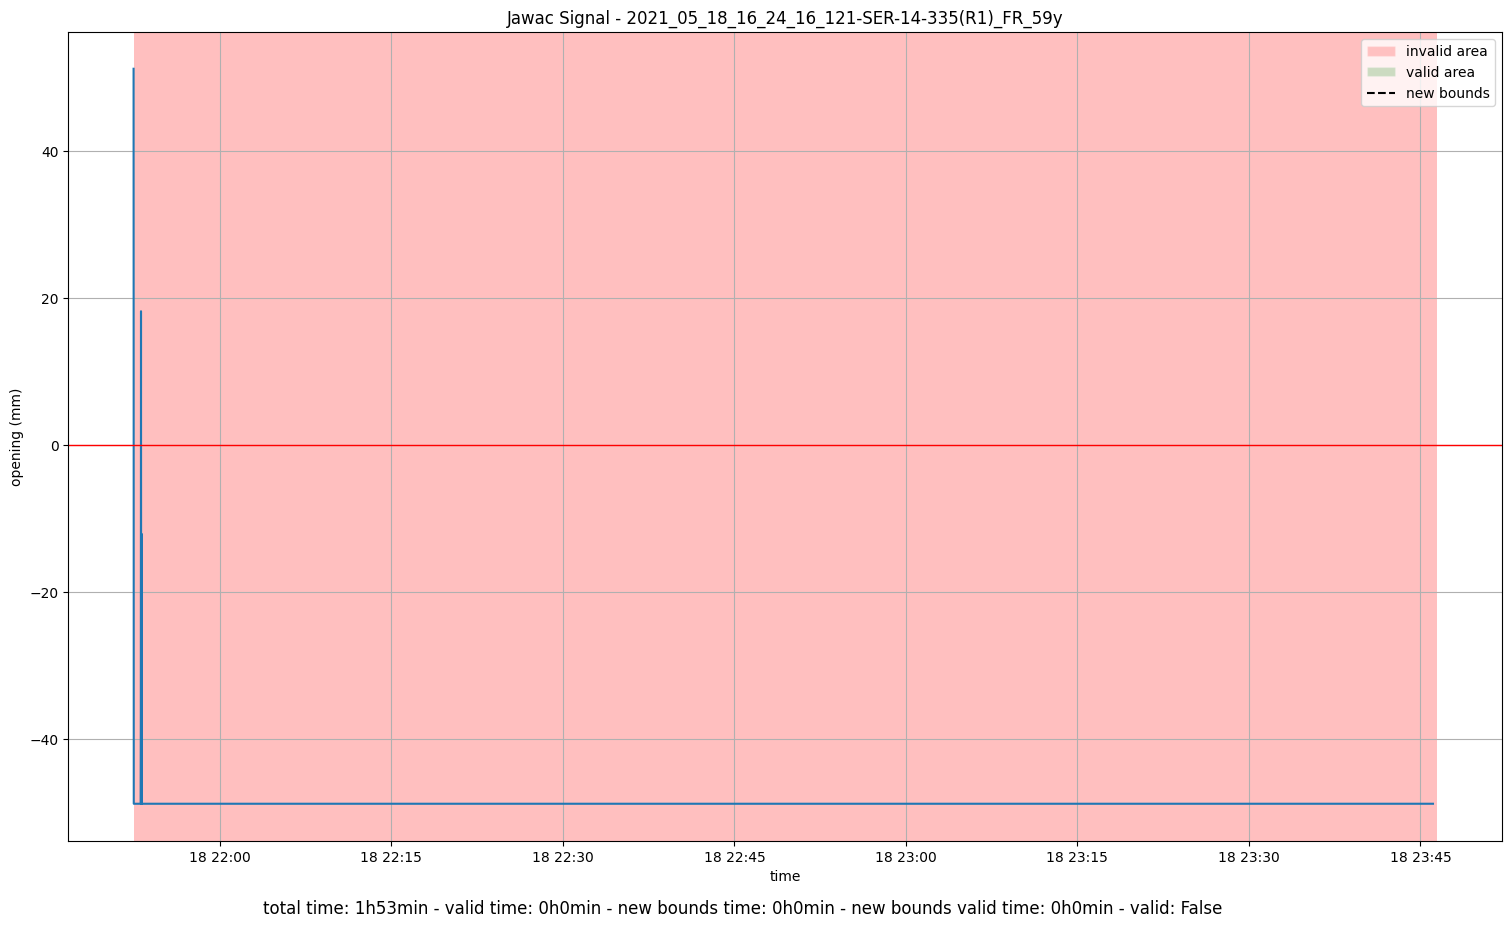 Jawac Signal - 2021_05_18_16_24_16_121-SER-14-335(R1)_FR_59y
invalid area
valid area
new bounds
40
20
0
−20
−40
opening (mm)
18 22:00
18 22:15
18 22:30
18 22:45
18 23:00
18 23:15
18 23:30
18 23:45
time
total time: 1h53min - valid time: 0h0min - new bounds time: 0h0min - new bounds valid time: 0h0min - valid: False